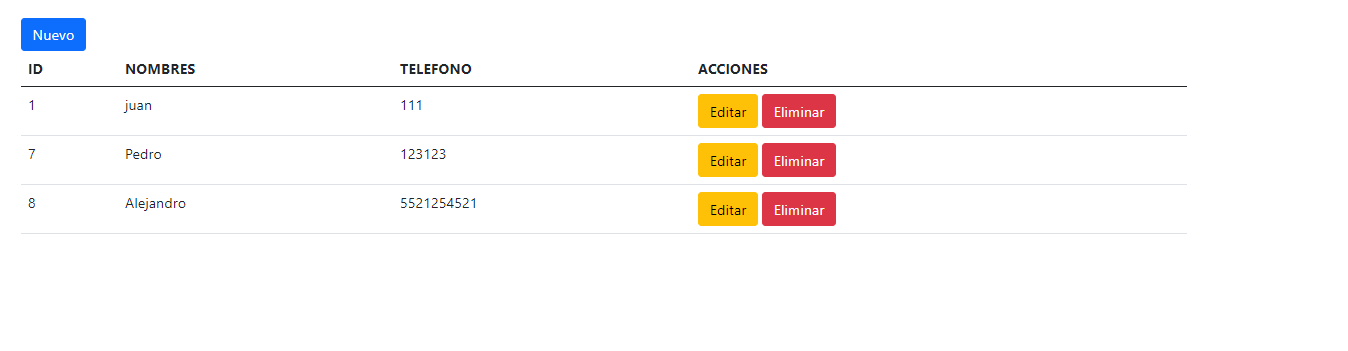 Nuevo
ID NOMBRES TELEFONO ACCIONES
1 juan 111 Editar Eliminar
7 Pedro 123123 Editar Eliminar
8 Alejandro 5521254521 Editar Eliminar